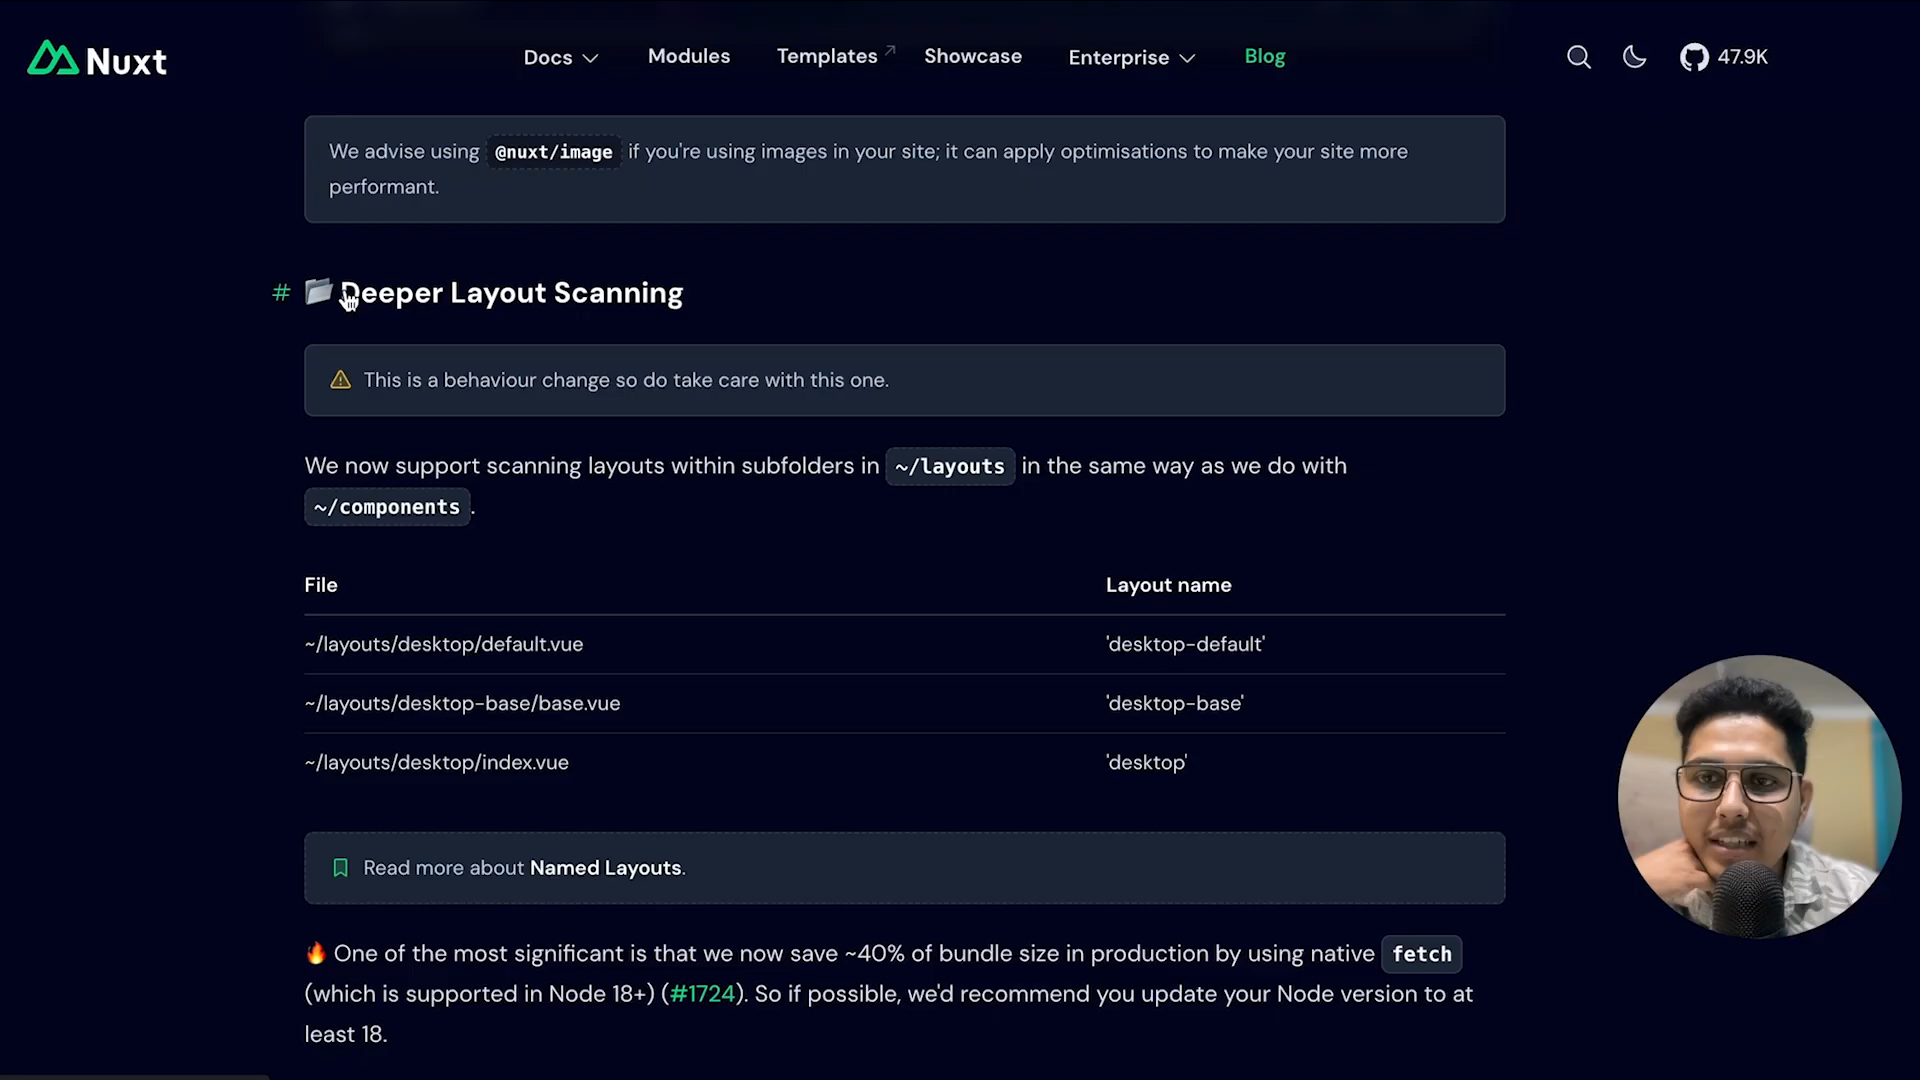 Nuxt
Docs
Modules
Templates
Showcase
Enterprise
Blog
47.9K
We advise using @nuxt/image if you're using images in your site; it can apply optimisations to make your site more
performant.
# 📁 Deeper Layout Scanning
This is a behaviour change so do take care with this one.
We now support scanning layouts within subfolders in ~/layouts in the same way as we do with
~/components .
File Layout name
~/layouts/desktop/default.vue 'desktop-default'
~/layouts/desktop-base/base.vue 'desktop-base'
~/layouts/desktop/index.vue 'desktop'
Read more about Named Layouts.
🔥 One of the most significant is that we now save ~40% of bundle size in production by using native fetch
(which is supported in Node 18+) (#1724). So if possible, we'd recommend you update your Node version to at
least 18.